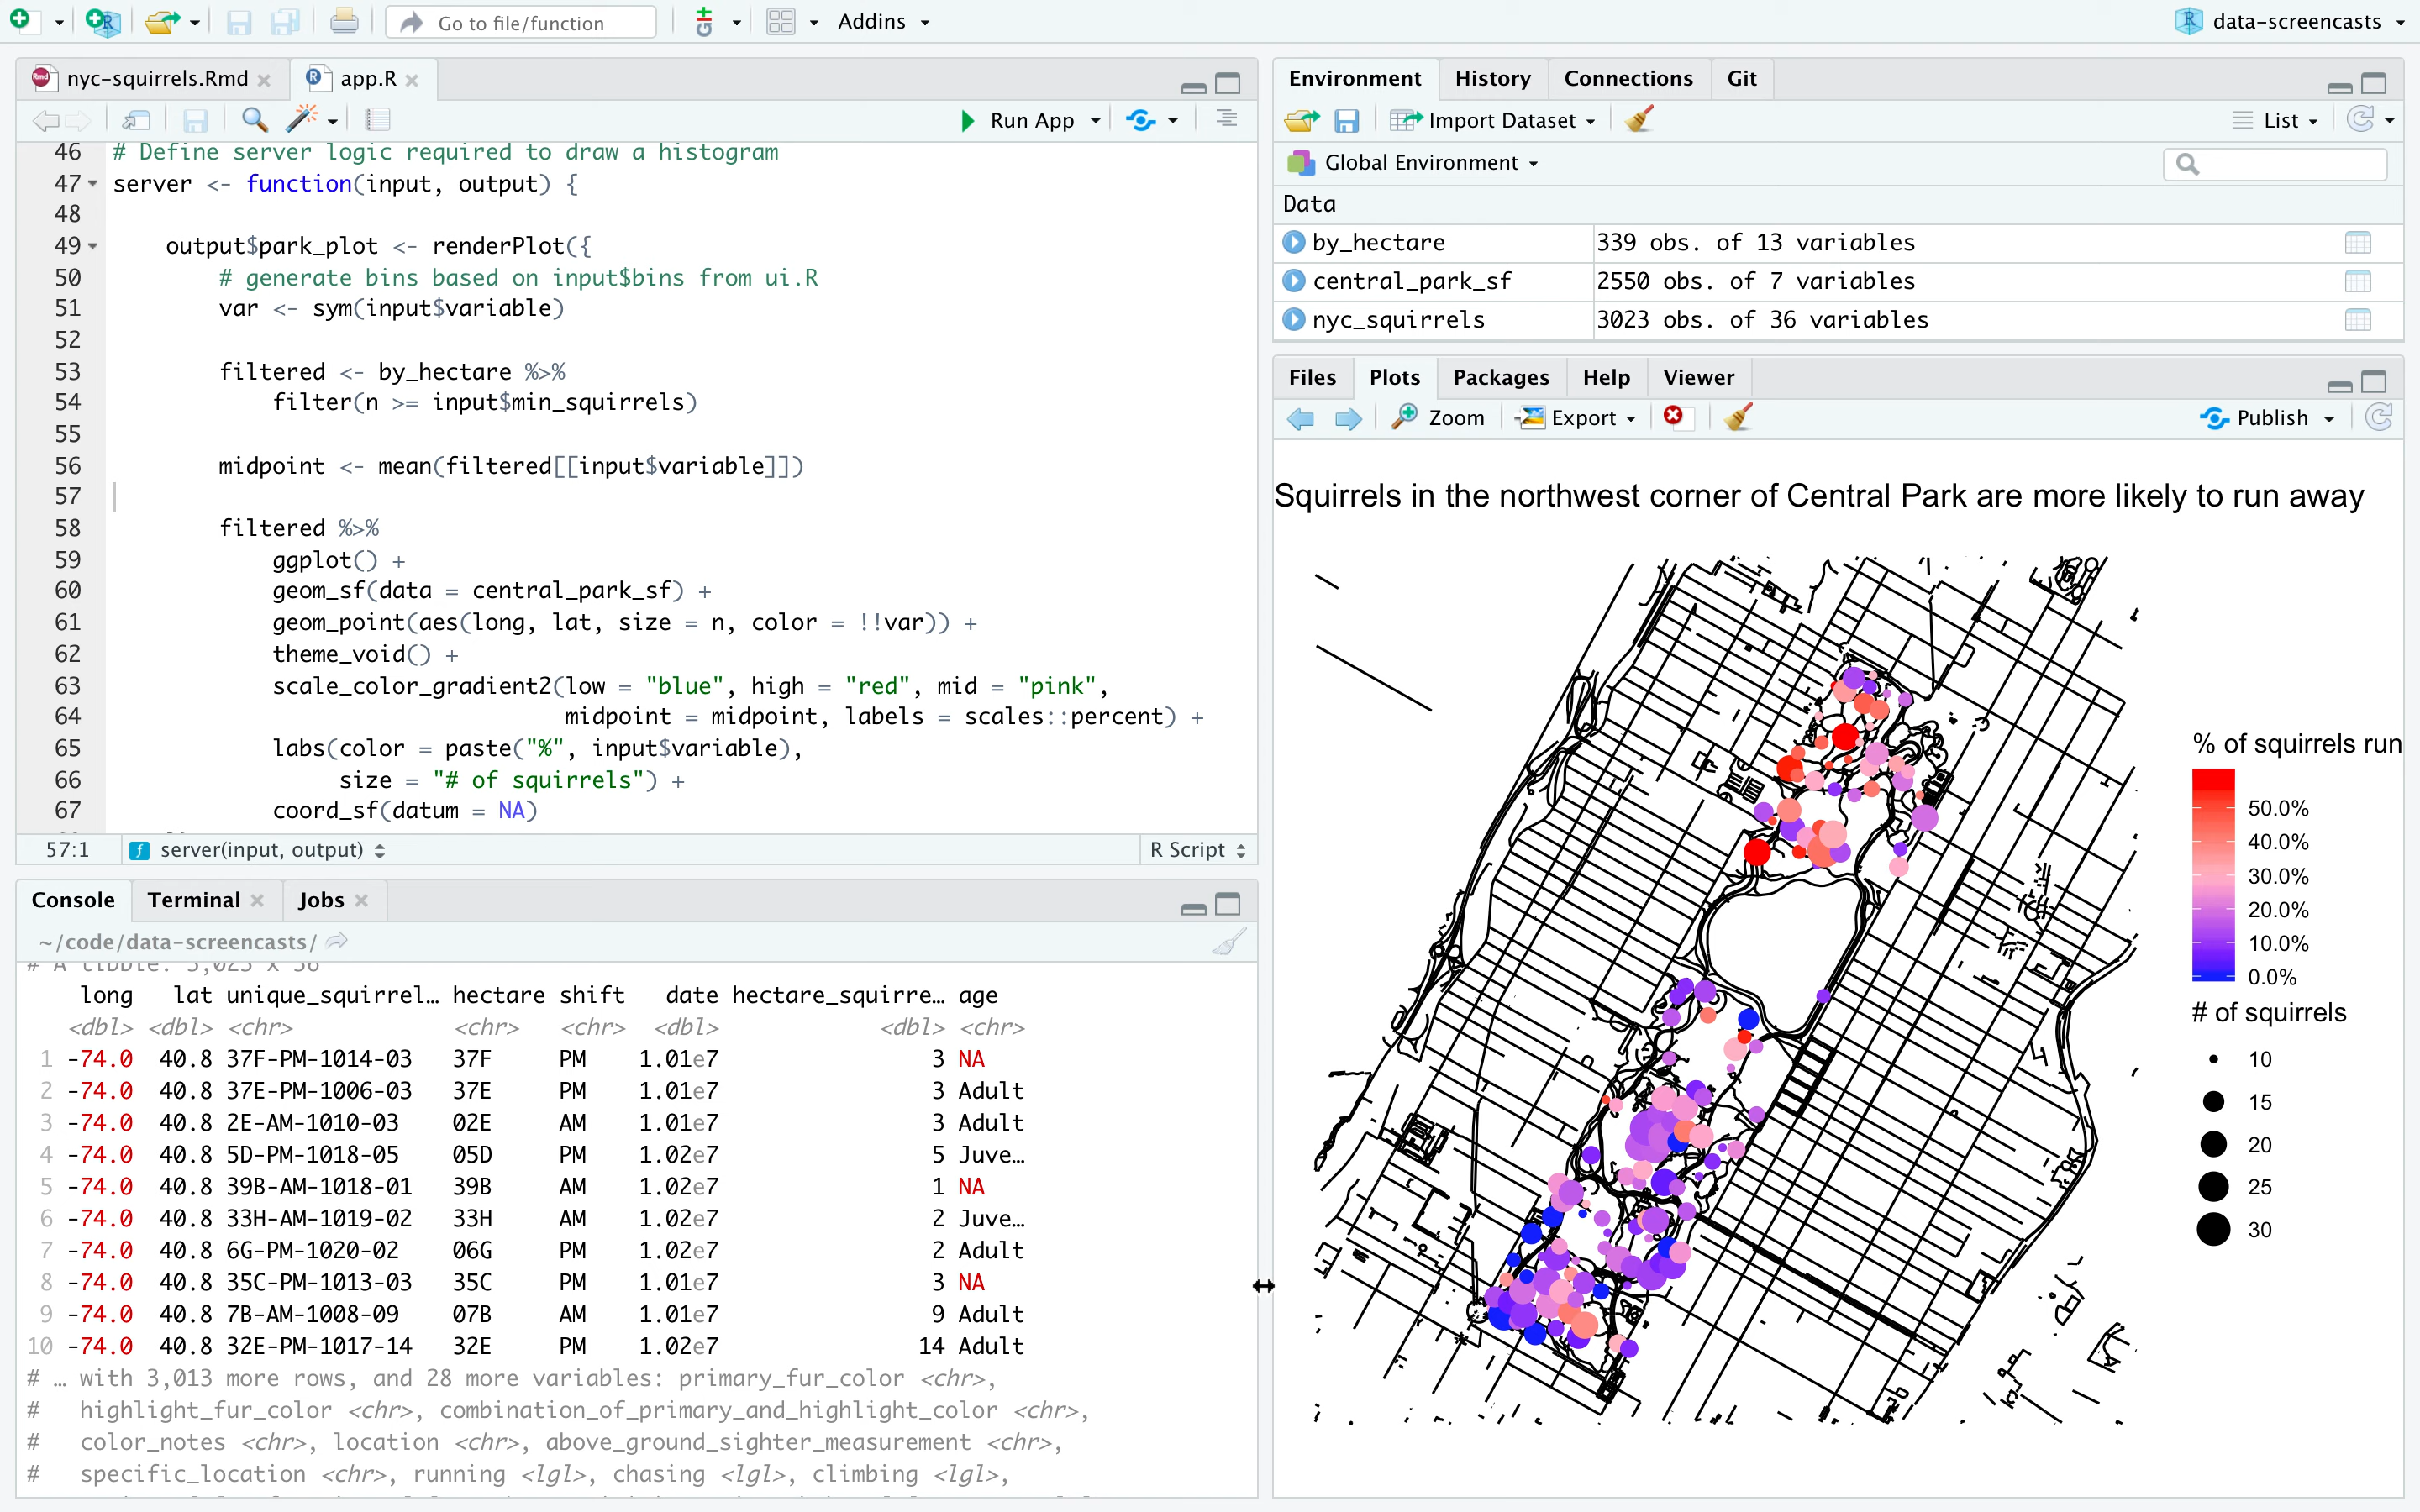 Go to file/function
Addins
data-screencasts
nyc-squirrels.Rmd
app.R
Run App
46 # Define server logic required to draw a histogram
47 server <- function(input, output) {
48
49 output$park_plot <- renderPlot({
50 # generate bins based on input$bins from ui.R
51 var <- sym(input$variable)
52
53 filtered <- by_hectare %>%
54 filter(n >= input$min_squirrels)
55
56 midpoint <- mean(filtered[[input$variable]])
57
58 filtered %>%
59 ggplot() +
60 geom_sf(data = central_park_sf) +
61 geom_point(aes(long, lat, size = n, color = !!var)) +
62 theme_void() +
63 scale_color_gradient2(low = "blue", high = "red", mid = "pink",
64 midpoint = midpoint, labels = scales::percent) +
65 labs(color = paste("%", input$variable),
66 size = "# of squirrels") +
67 coord_sf(datum = NA)
57:1 server(input, output) R Script
Console Terminal Jobs
~/code/data-screencasts/
# A tibble: 3,023 x 36
long lat unique_squirrel… hectare shift date hectare_squirre… age
<dbl> <dbl> <chr> <chr> <chr> <dbl> <dbl> <chr>
1 -74.0 40.8 37F-PM-1014-03 37F PM 1.01e7 3 NA
2 -74.0 40.8 37E-PM-1006-03 37E PM 1.01e7 3 Adult
3 -74.0 40.8 2E-AM-1010-03 02E AM 1.01e7 3 Adult
4 -74.0 40.8 5D-PM-1018-05 05D PM 1.02e7 5 Juve…
5 -74.0 40.8 39B-AM-1018-01 39B AM 1.02e7 1 NA
6 -74.0 40.8 33H-AM-1019-02 33H AM 1.02e7 2 Juve…
7 -74.0 40.8 6G-PM-1020-02 06G PM 1.02e7 2 Adult
8 -74.0 40.8 35C-PM-1013-03 35C PM 1.01e7 3 NA
9 -74.0 40.8 7B-AM-1008-09 07B AM 1.01e7 9 Adult
10 -74.0 40.8 32E-PM-1017-14 32E PM 1.02e7 14 Adult
# … with 3,013 more rows, and 28 more variables: primary_fur_color <chr>,
# highlight_fur_color <chr>, combination_of_primary_and_highlight_color <chr>,
# color_notes <chr>, location <chr>, above_ground_sighter_measurement <chr>,
# specific_location <chr>, running <lgl>, chasing <lgl>, climbing <lgl>,
Environment History Connections Git
Import Dataset List
Global Environment
Data
by_hectare 339 obs. of 13 variables
central_park_sf 2550 obs. of 7 variables
nyc_squirrels 3023 obs. of 36 variables
Files Plots Packages Help Viewer
Zoom Export Publish
Squirrels in the northwest corner of Central Park are more likely to run away
% of squirrels run
50.0%
40.0%
30.0%
20.0%
10.0%
0.0%
# of squirrels
10
15
20
25
30